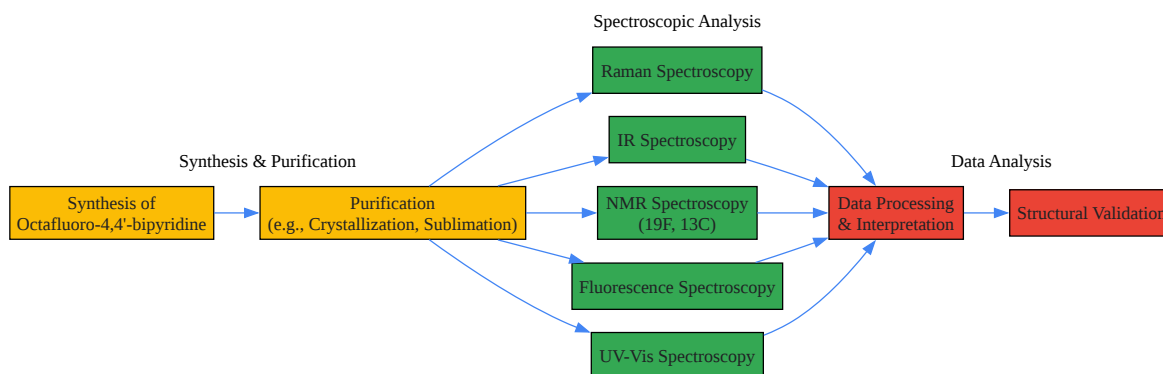 Spectroscopic Analysis
Raman Spectroscopy
IR Spectroscopy
Synthesis & Purification
Data Analysis
Synthesis of
Octafluoro-4,4'-bipyridine
Purification
(e.g., Crystallization, Sublimation)
NMR Spectroscopy
(19F, 13C)
Data Processing
& Interpretation
Structural Validation
Fluorescence Spectroscopy
UV-Vis Spectroscopy